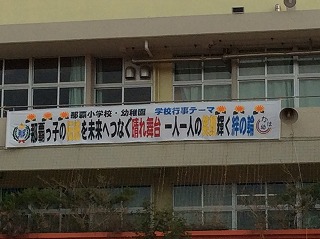 那覇小学校・幼稚園 学校行事テーマ
那覇っ子の を未来へつなぐ晴れ舞台 一人一人の 輝く絆の輪